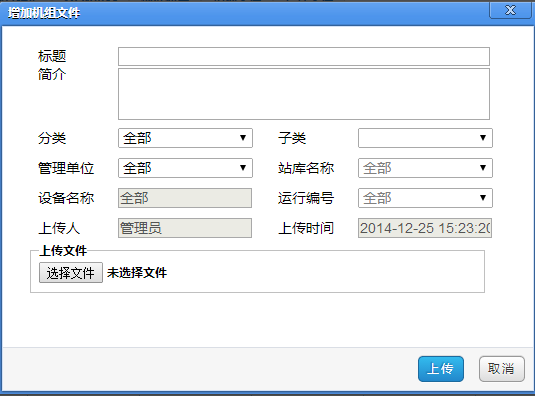 增加机组文件
标题
简介
分类 全部 子类
管理单位 全部 站库名称 全部
设备名称 全部 运行编号 全部
上传人 管理员 上传时间 2014-12-25 15:23:20
上传文件
选择文件 未选择文件
上传 取消